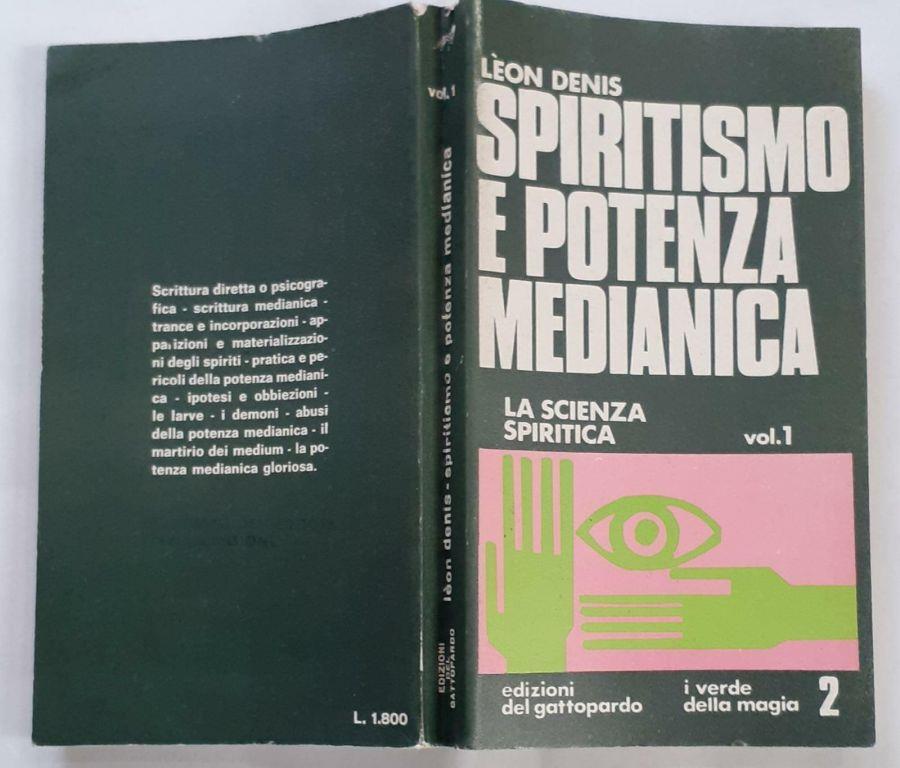 Scrittura diretta o psicogra-
fica - scrittura medianica -
trance e incorporazioni - ap-
parizioni e materializzazio-
ni degli spiriti - pratica e pe-
ricoli della potenza mediani-
ca - ipotesi e obbiezioni -
le larve - i demoni - abusi
della potenza medianica - il
martirio dei medium - la po-
tenza medianica gloriosa.
L. 1.800
vol.1
lèon denis - spiritismo e potenza medianica
EDIZIONI
DEL
GATTOPARDO
LÈON DENIS
SPIRITISMO
E POTENZA
MEDIANICA
LA SCIENZA
SPIRITICA
vol.1
edizioni
del gattopardo
i verde
della magia
2